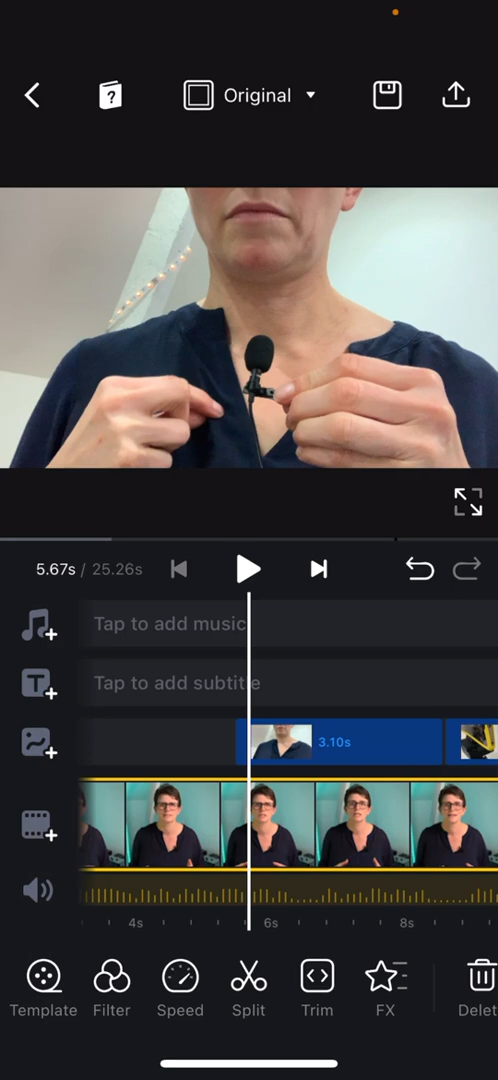 ?
Original
5.67s / 25.26s
Tap to add music
Tap to add subtitle
T
3.10s
4s 6s 8s
Template Filter Speed Split Trim FX Delet